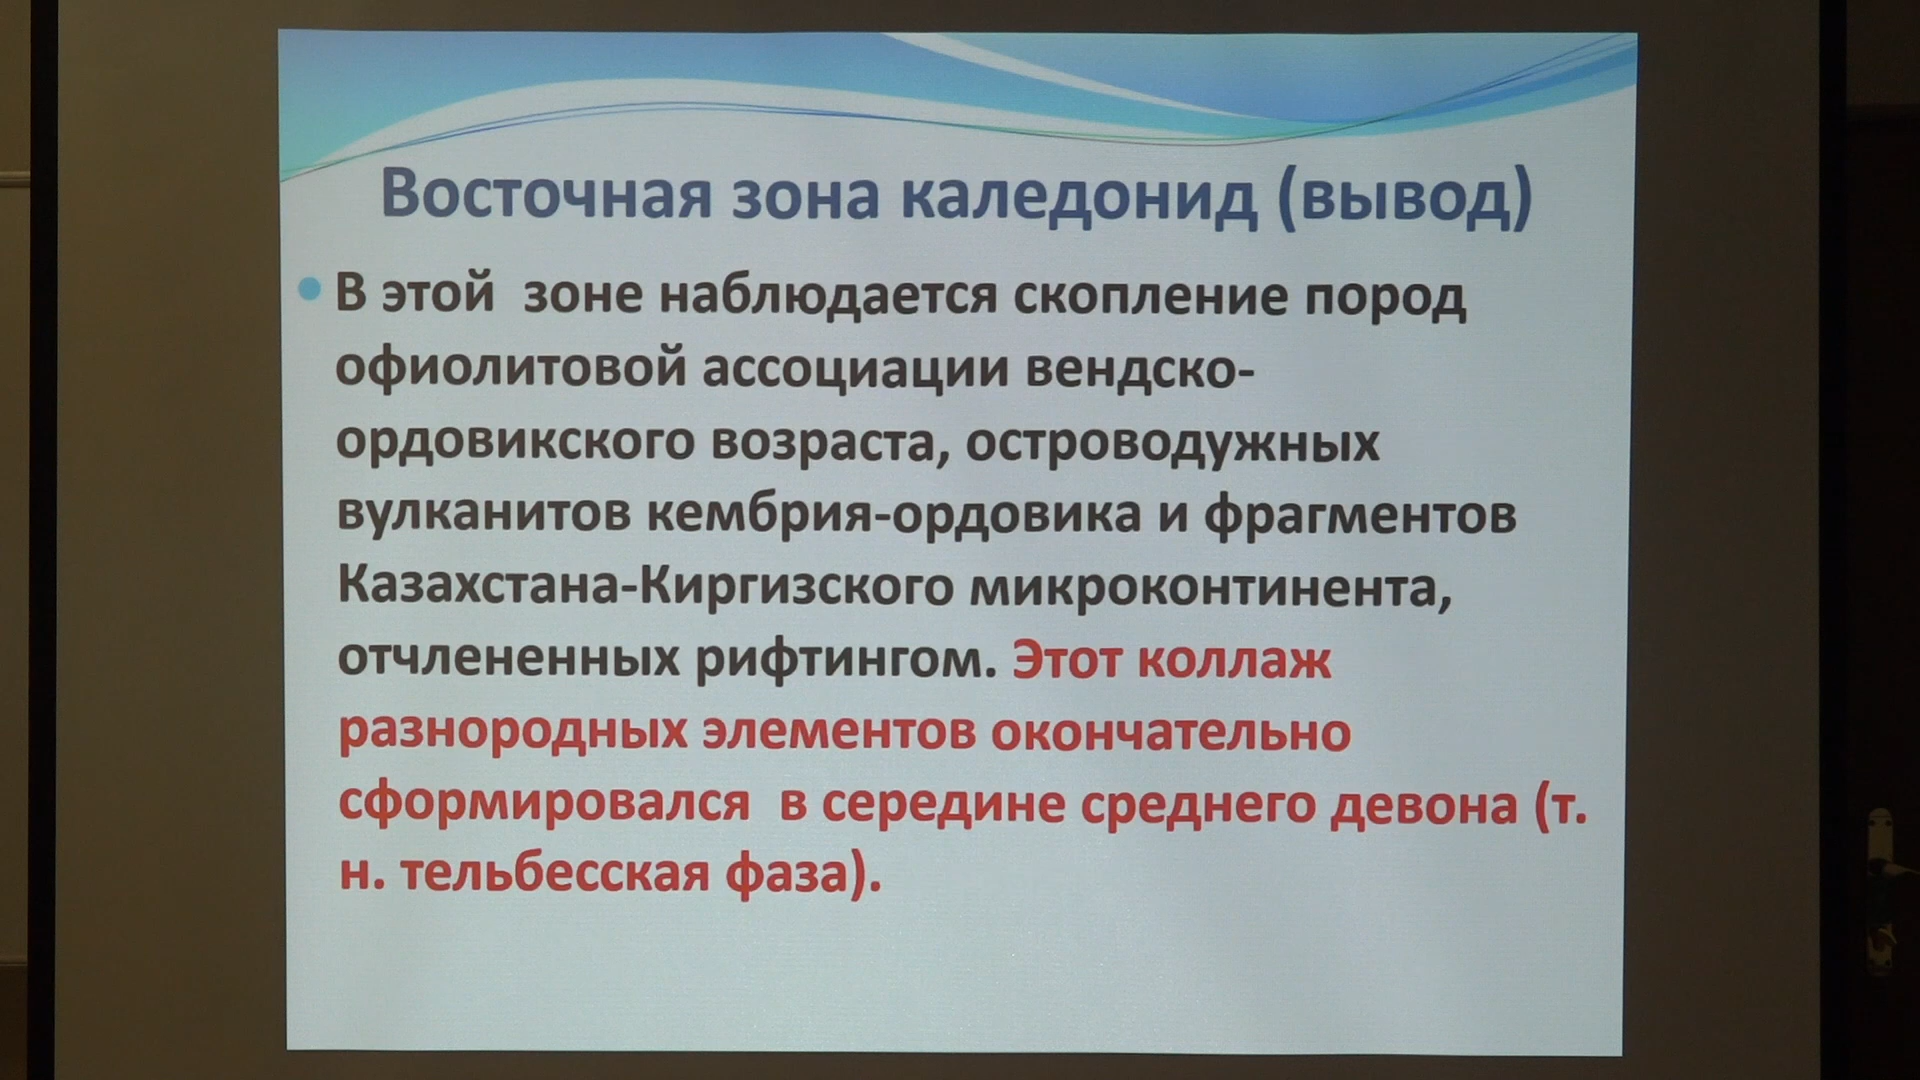 Восточная зона каледонид (вывод)
• В этой  зоне наблюдается скопление пород
офиолитовой ассоциации вендско-
ордовикского возраста, островодужных
вулканитов кембрия-ордовика и фрагментов
Казахстана-Киргизского микроконтинента,
отчлененных рифтингом. Этот коллаж
разнородных элементов окончательно
сформировался  в середине среднего девона (т.
н. тельбесская фаза).